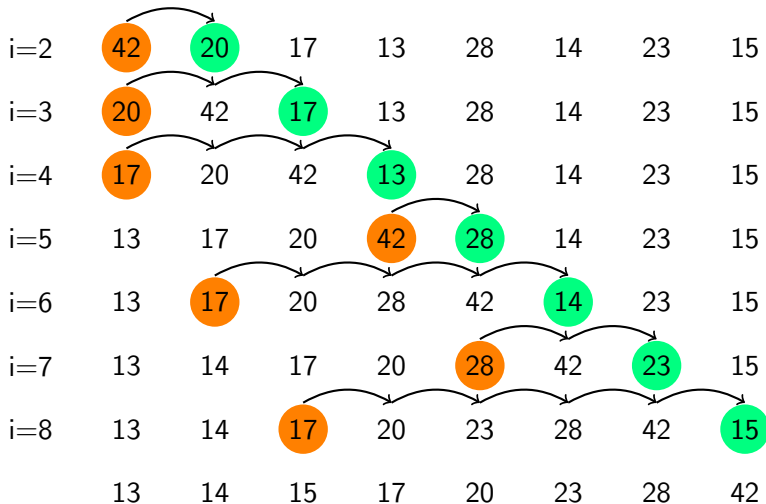 i=2 42 20 17 13 28 14 23 15
i=3 20 42 17 13 28 14 23 15
i=4 17 20 42 13 28 14 23 15
i=5 13 17 20 42 28 14 23 15
i=6 13 17 20 28 42 14 23 15
i=7 13 14 17 20 28 42 23 15
i=8 13 14 17 20 23 28 42 15
13 14 15 17 20 23 28 42